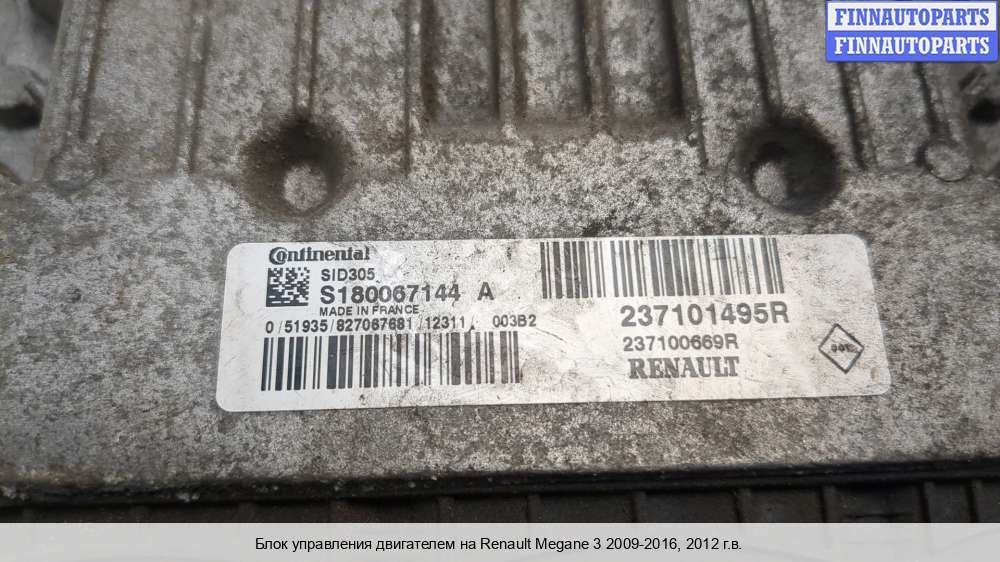 FINNAUTOPARTS
FINNAUTOPARTS
Continental
SID305
S180067144 A
MADE IN FRANCE
0/51935/827067681/12311/ 003B2
237101495R
237100669R
RENAULT
Блок управления двигателем на Renault Megane 3 2009-2016, 2012 г.в.